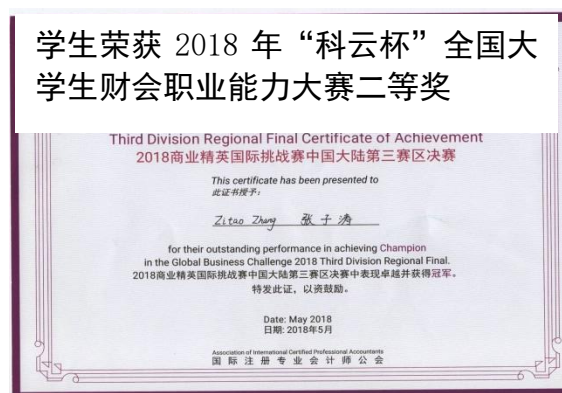 学生荣获 2018 年“科云杯”全国大
学生财会职业能力大赛二等奖
Third Division Regional Final Certificate of Achievement
2018商业精英国际挑战赛中国大陆第三赛区决赛
This certificate has been presented to
此证书授予：
Zitao Zhang 张子涛
for their outstanding performance in achieving Champion
in the Global Business Challenge 2018 Third Division Regional Final.
2018商业精英国际挑战赛中国大陆第三赛区决赛中表现卓越并获得冠军。
特发此证，以资鼓励。
Date: May 2018
日期: 2018年5月
Association of International Certified Professional Accountants
国际注册专业会计师公会